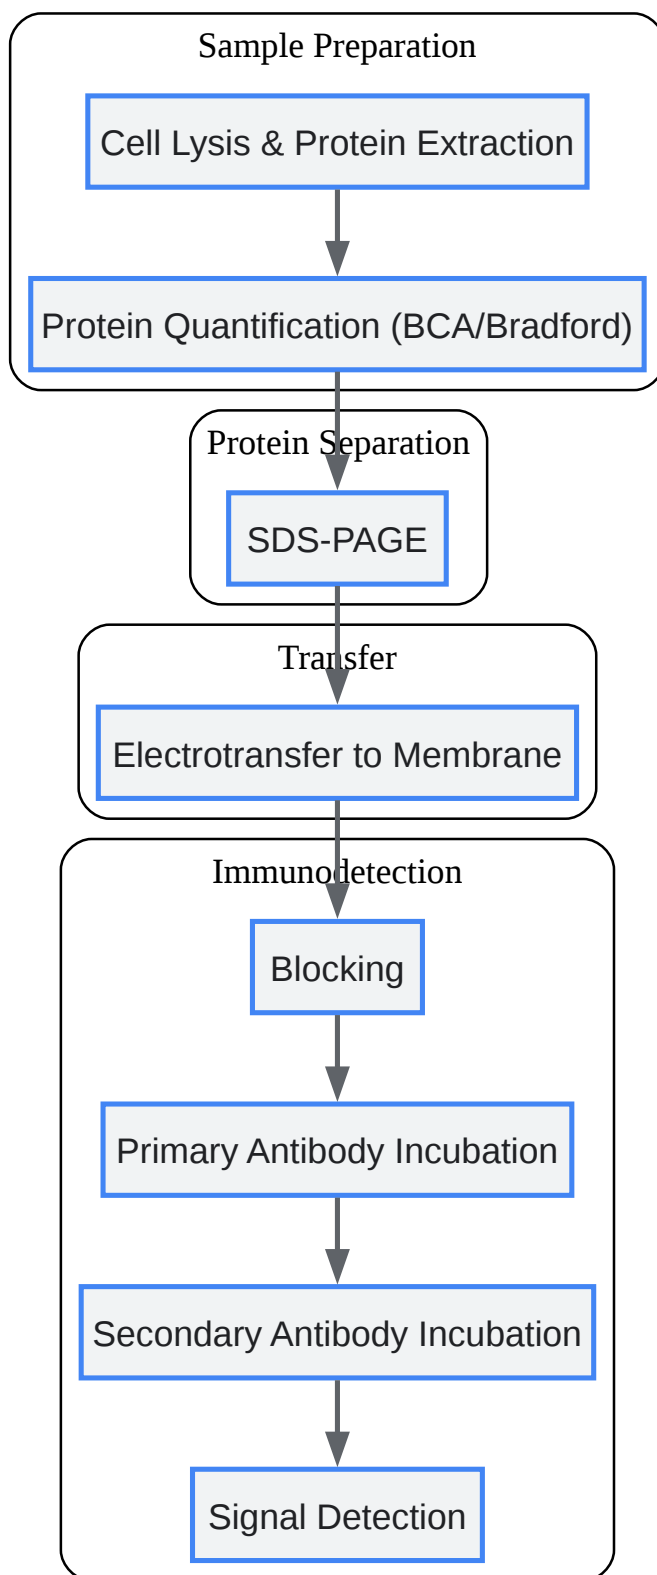 Sample Preparation
Cell Lysis & Protein Extraction
Protein Quantification (BCA/Bradford)
Protein Separation
SDS-PAGE
Transfer
Electrotransfer to Membrane
Immunodetection
Blocking
Primary Antibody Incubation
Secondary Antibody Incubation
Signal Detection